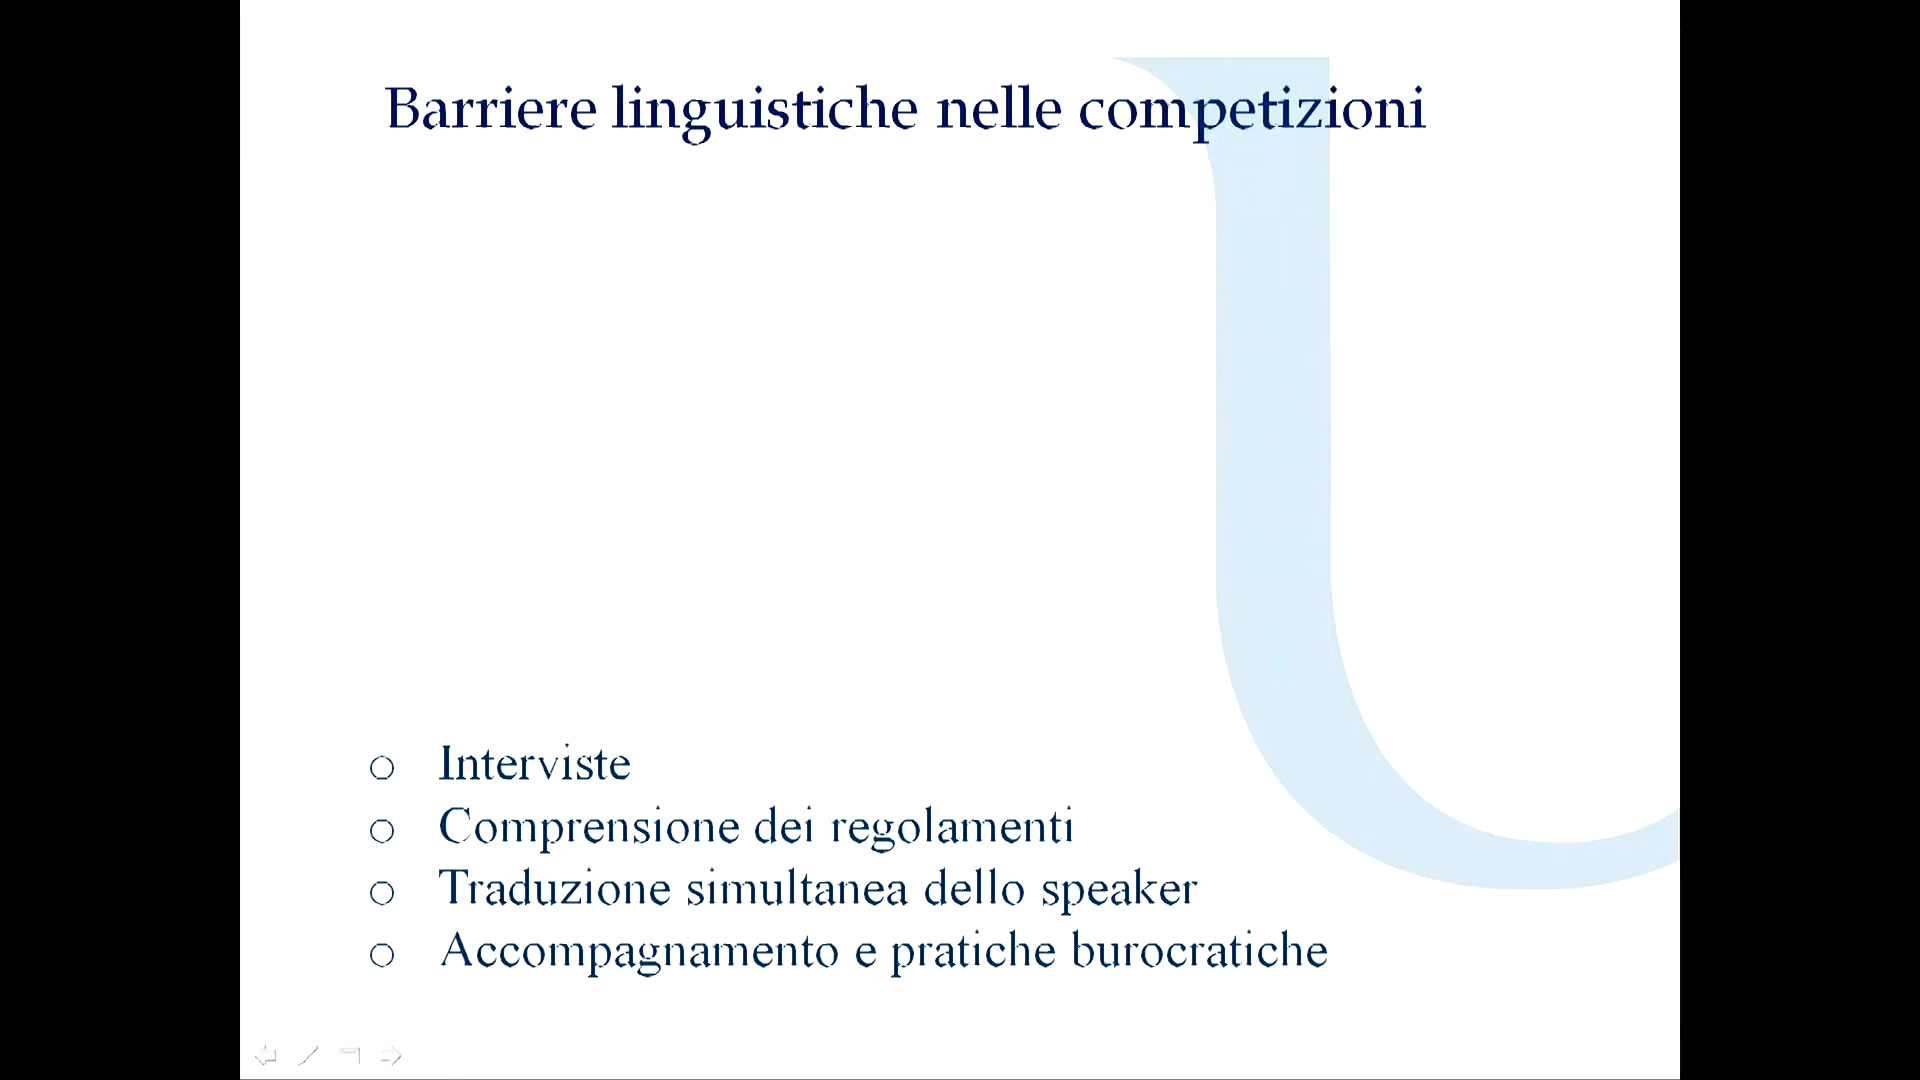 Barriere linguistiche nelle competizioni
○ Interviste
○ Comprensione dei regolamenti
○ Traduzione simultanea dello speaker
○ Accompagnamento e pratiche burocratiche